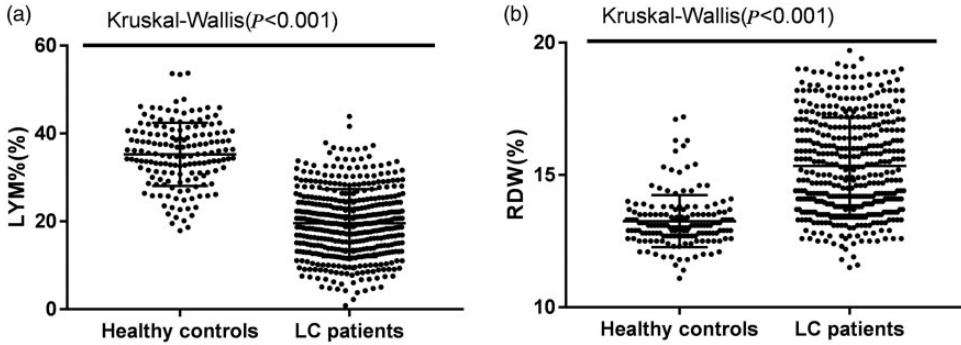 (a)
Kruskal-Wallis(P<0.001)
60
40
20
0
LYM%(%)
Healthy controls
LC patients
(b)
Kruskal-Wallis(P<0.001)
20
15
10
RDW(%)
Healthy controls
LC patients